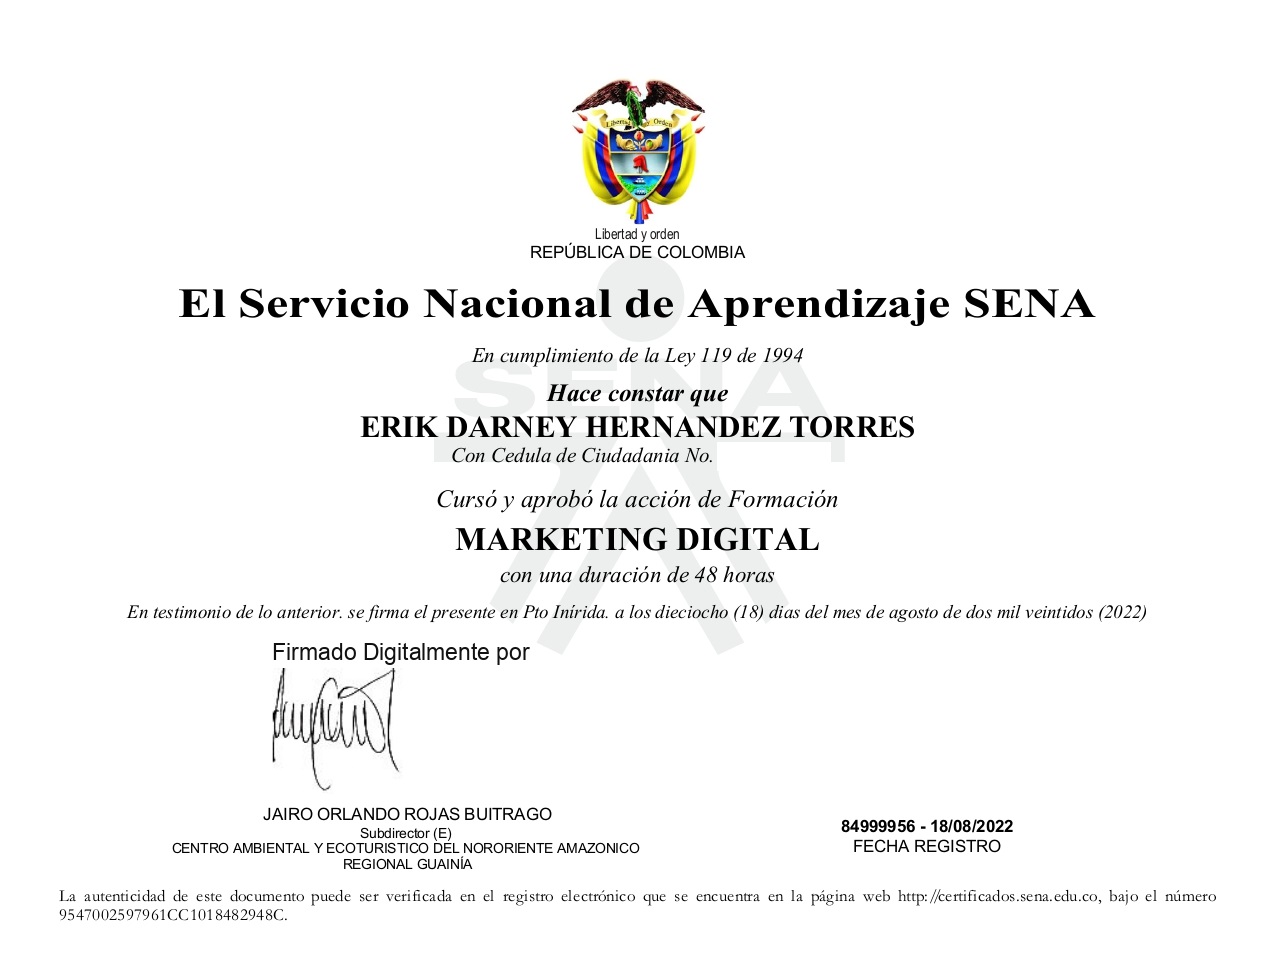 Libertad y Orden
Libertad y orden
REPÚBLICA DE COLOMBIA
El Servicio Nacional de Aprendizaje SENA
En cumplimiento de la Ley 119 de 1994
SENA
Hace constar que
ERIK DARNEY HERNANDEZ TORRES
Con Cedula de Ciudadania No.
Cursó y aprobó la acción de Formación
MARKETING DIGITAL
con una duración de 48 horas
En testimonio de lo anterior. se firma el presente en Pto Inírida. a los dieciocho (18) dias del mes de agosto de dos mil veintidos (2022)
Firmado Digitalmente por
JAIRO ORLANDO ROJAS BUITRAGO
Subdirector (E)
CENTRO AMBIENTAL Y ECOTURISTICO DEL NORORIENTE AMAZONICO
REGIONAL GUAINÍA
84999956 - 18/08/2022
FECHA REGISTRO
La autenticidad de este documento puede ser verificada en el registro electrónico que se encuentra en la página web http://certificados.sena.edu.co, bajo el número
9547002597961CC1018482948C.